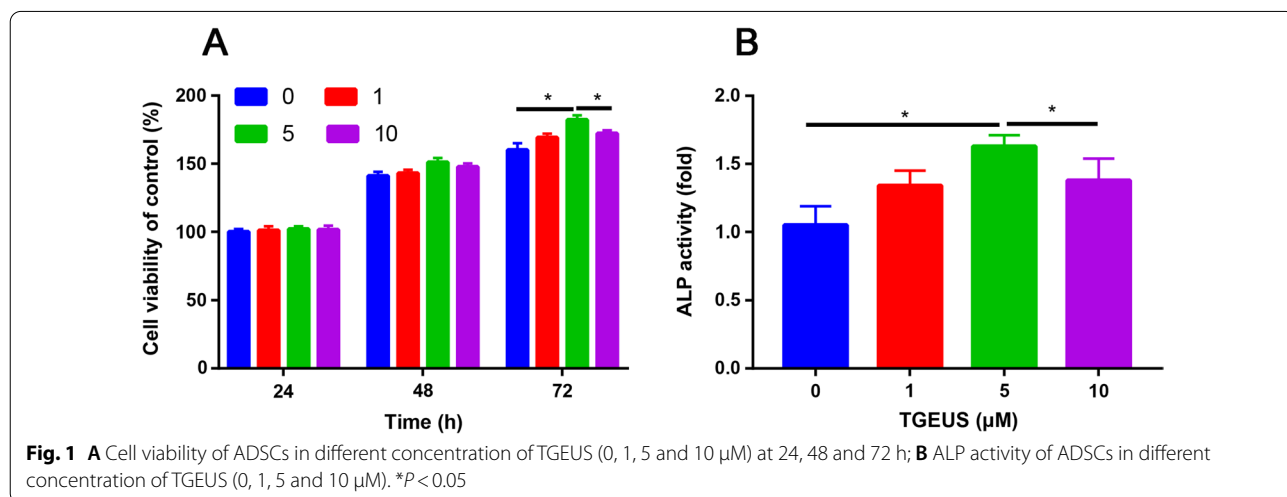 A
0 1
5 10
* *
Cell viability of control (%)
200
150
100
50
0
24 48 72
Time (h)
B
* *
ALP activity (fold)
2.0
1.5
1.0
0.5
0.0
0 1 5 10
TGEUS (µM)
Fig. 1 A Cell viability of ADSCs in different concentration of TGEUS (0, 1, 5 and 10 µM) at 24, 48 and 72 h; B ALP activity of ADSCs in different
concentration of TGEUS (0, 1, 5 and 10 µM). *P < 0.05